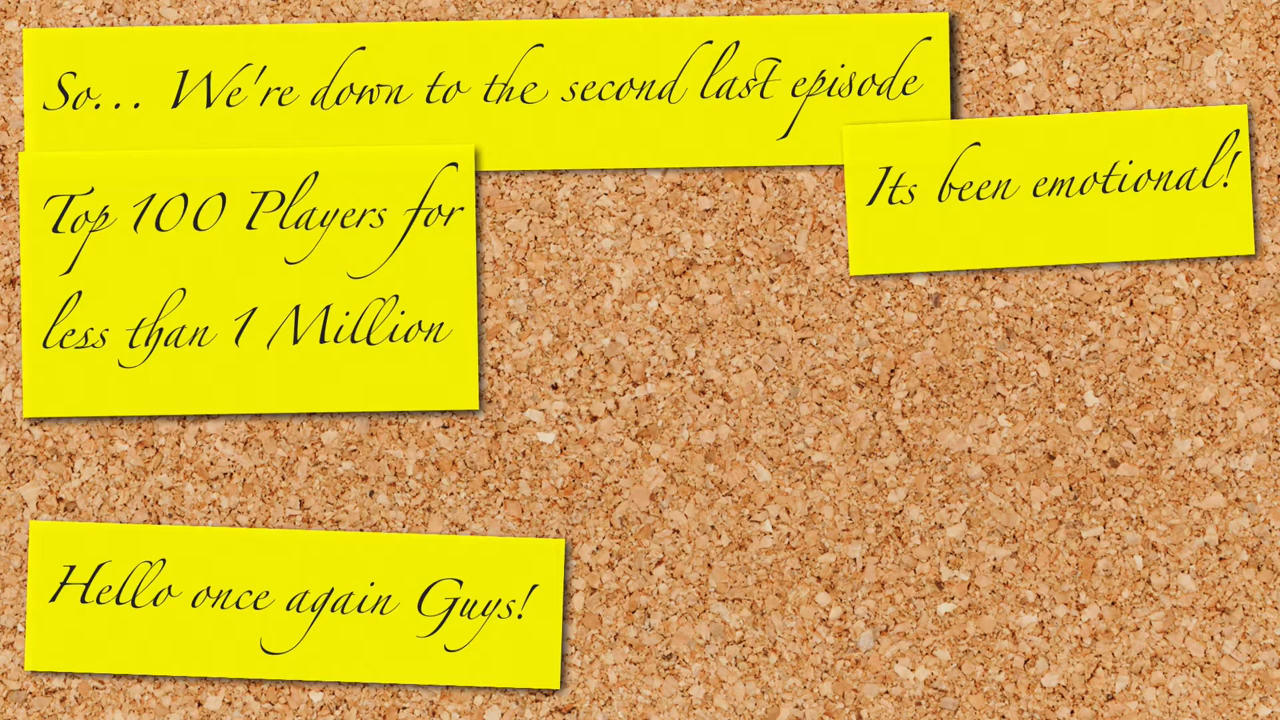 So... We're down to the second last episode
Its been emotional!
Top 100 Players for
less than 1 Million
Hello once again Guys!